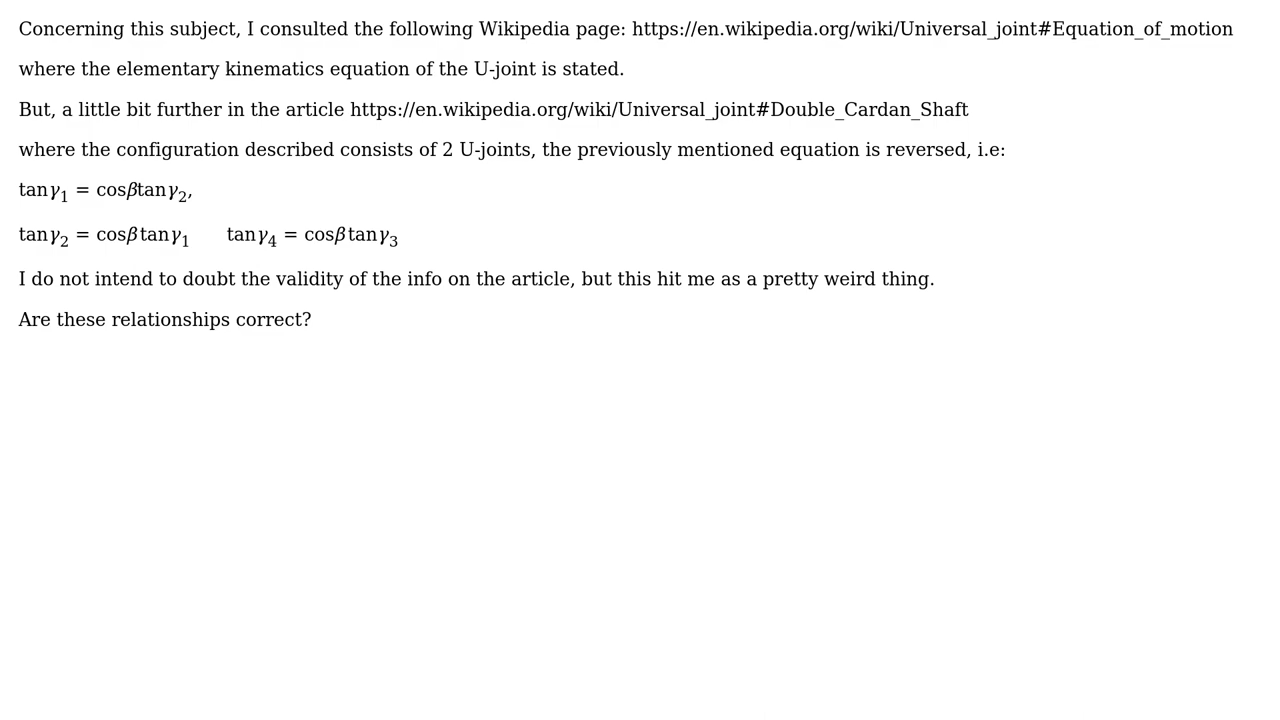 Concerning this subject, I consulted the following Wikipedia page: https://en.wikipedia.org/wiki/Universal_joint#Equation_of_motion
where the elementary kinematics equation of the U-joint is stated.
But, a little bit further in the article https://en.wikipedia.org/wiki/Universal_joint#Double_Cardan_Shaft
where the configuration described consists of 2 U-joints, the previously mentioned equation is reversed, i.e:
tanγ₁ = cosβtanγ₂,
tanγ₂ = cosβtanγ₁  tanγ₄ = cosβtanγ₃
I do not intend to doubt the validity of the info on the article, but this hit me as a pretty weird thing.
Are these relationships correct?